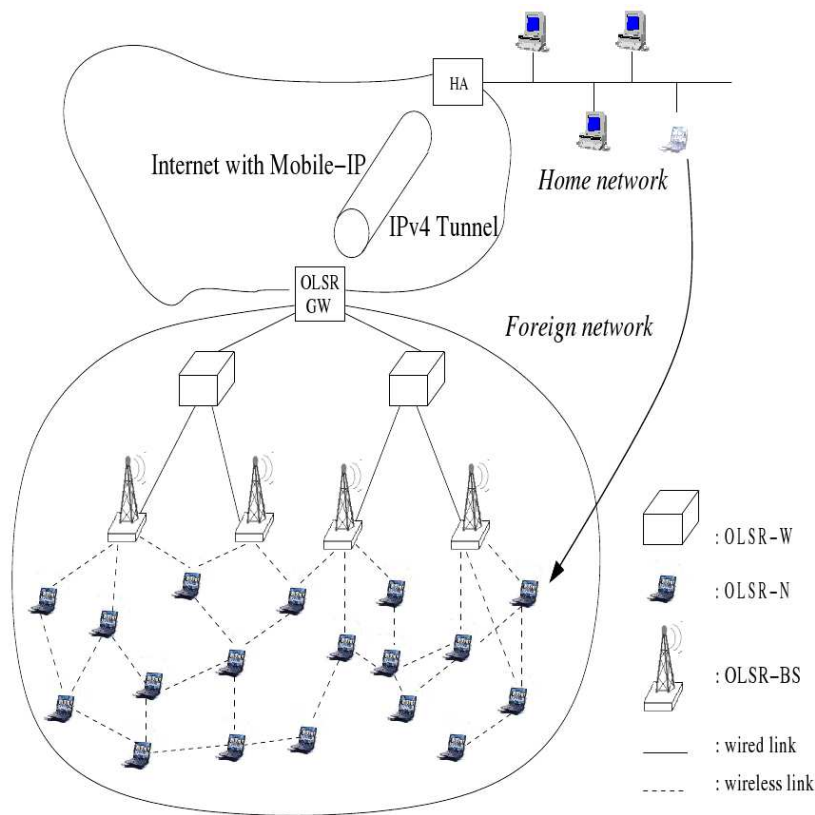 HA
Internet with Mobile-IP
Home network
IPv4 Tunnel
OLSR
GW
Foreign network
: OLSR-W
: OLSR-N
: OLSR-BS
: wired link
: wireless link